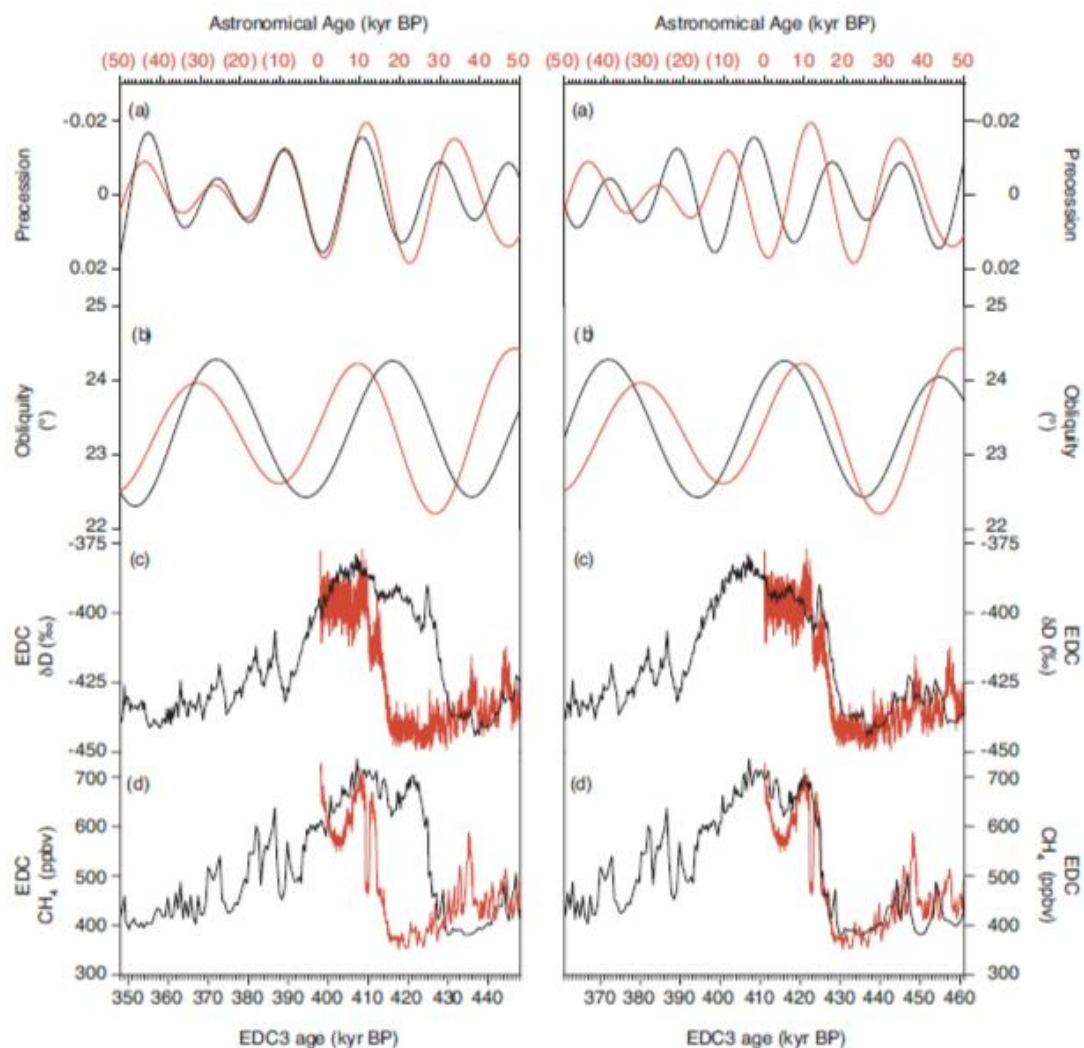 Astronomical Age (kyr BP)
(50) (40) (30) (20) (10) 0 10 20 30 40 50
(a)
-0.02
0
0.02
Precession
25
(b)
24
23
22
Obliquity
(°)
-375
(c)
-400
-425
-450
EDC
δD (‰)
(d)
700
600
500
400
300
EDC
CH₄ (ppbv)
350 360 370 380 390 400 410 420 430 440
EDC3 age (kyr BP)
Astronomical Age (kyr BP)
(50) (40) (30) (20) (10) 0 10 20 30 40 50
(a)
-0.02
0
0.02
Precession
25
(b)
24
23
22
Obliquity
(°)
-375
(c)
-400
-425
-450
EDC
δD (‰)
(d)
700
600
500
400
300
EDC
CH₄ (ppbv)
370 380 390 400 410 420 430 440 450 460
EDC3 age (kyr BP)